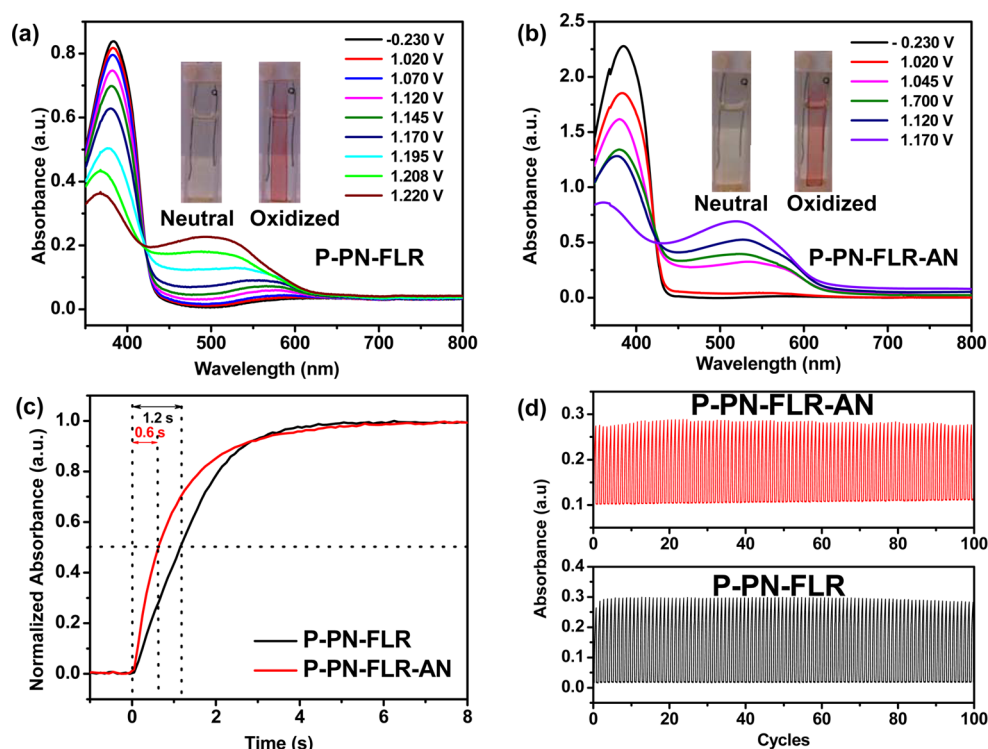 (a)
Absorbance (a.u.)
0.8
0.6
0.4
0.2
0.0
-0.230 V
1.020 V
1.070 V
1.120 V
1.145 V
1.170 V
1.195 V
1.208 V
1.220 V
Neutral Oxidized
P-PN-FLR
400 500 600 700 800
Wavelength (nm)
(b)
Absorbance (a.u.)
2.5
2.0
1.5
1.0
0.5
0.0
- 0.230 V
1.020 V
1.045 V
1.700 V
1.120 V
1.170 V
Neutral Oxidized
P-PN-FLR-AN
400 500 600 700 800
Wavelength (nm)
(c)
Normalized Absorbance (a.u.)
1.0
0.8
0.6
0.4
0.2
0.0
1.2 s
0.6 s
P-PN-FLR
P-PN-FLR-AN
0 2 4 6 8
Time (s)
(d)
Absorbance (a.u)
P-PN-FLR-AN
0.3
0.2
0.1
0 20 40 60 80 100
P-PN-FLR
0.4
0.3
0.2
0.1
0.0
0 20 40 60 80 100
Cycles